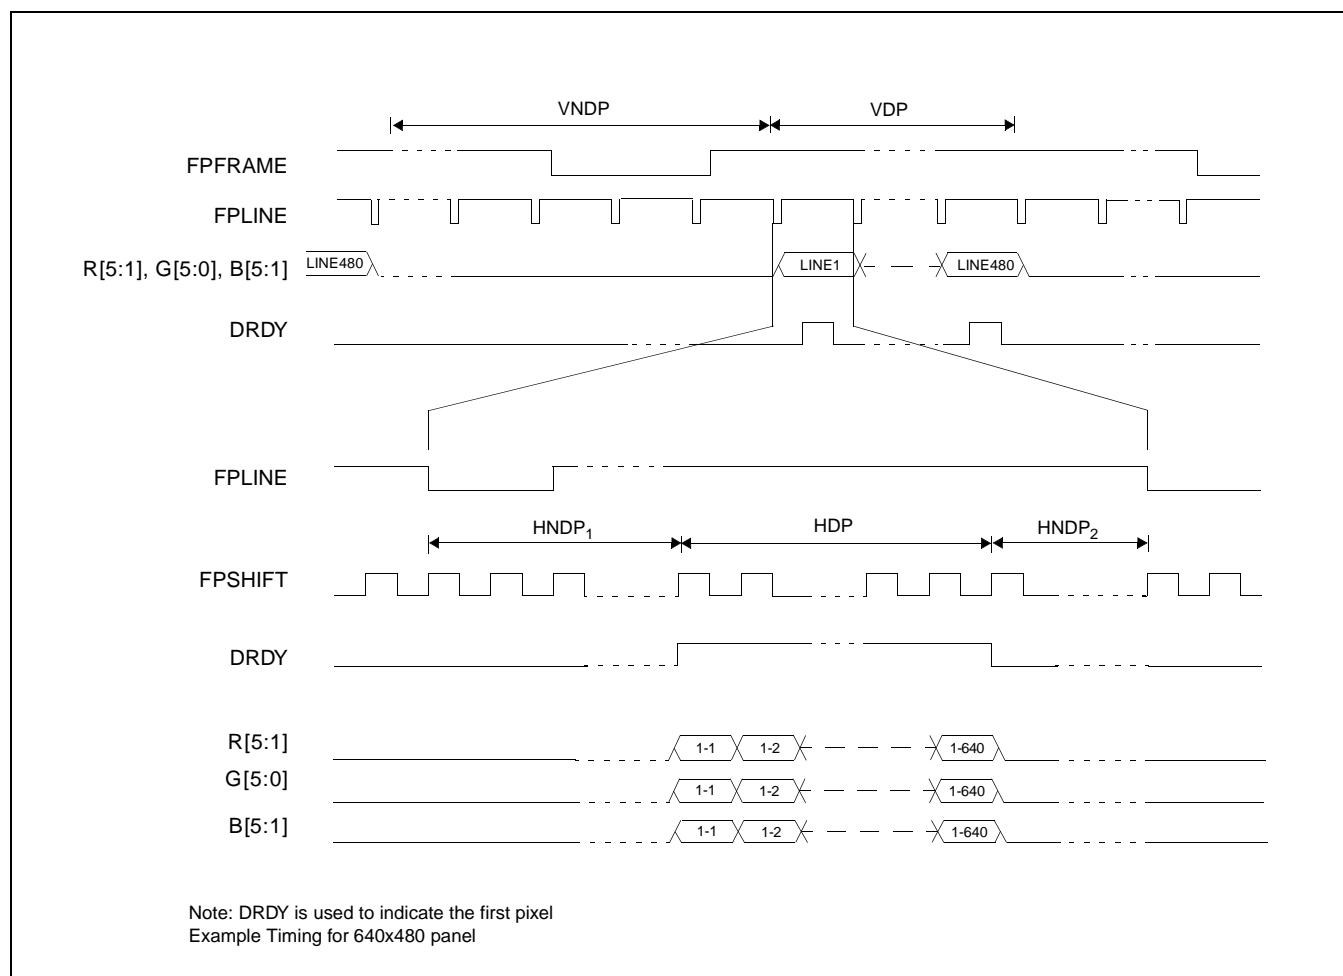 VNDP VDP
FPFRAME
FPLINE
R[5:1], G[5:0], B[5:1] LINE480 LINE1 LINE480
DRDY
FPLINE
HNDP1 HDP HNDP2
FPSHIFT
DRDY
R[5:1] 1-1 1-2 1-640
G[5:0] 1-1 1-2 1-640
B[5:1] 1-1 1-2 1-640
Note: DRDY is used to indicate the first pixel
Example Timing for 640x480 panel